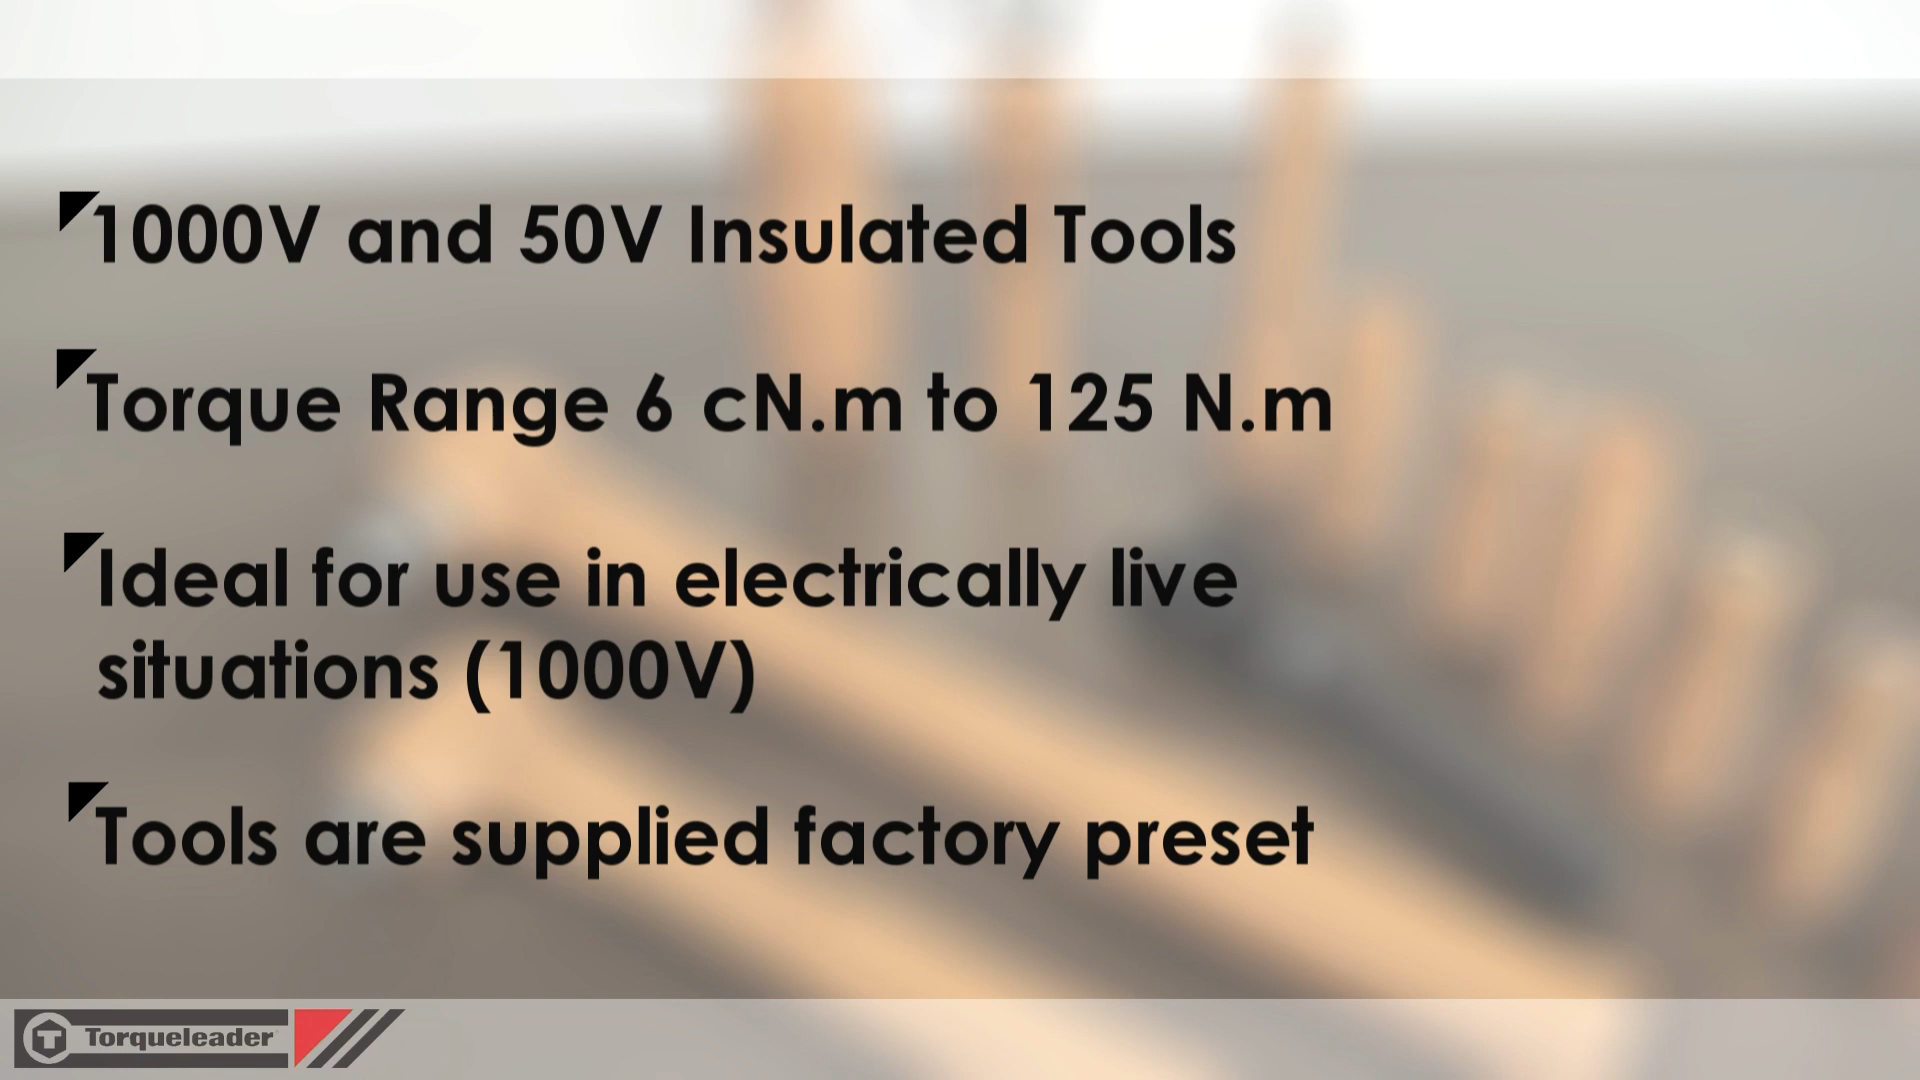 1000V and 50V Insulated Tools
Torque Range 6 cN.m to 125 N.m
Ideal for use in electrically live
situations (1000V)
Tools are supplied factory preset
Torqueleader